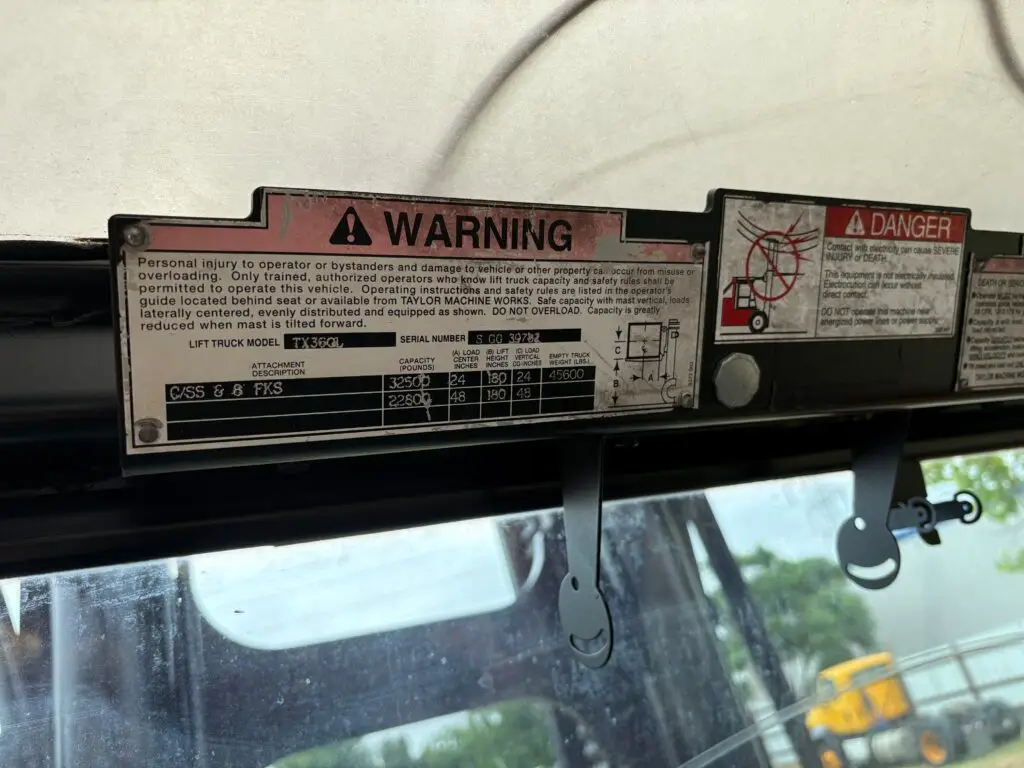 WARNING
Personal injury to operator or bystanders and damage to vehicle or other property can occur from misuse or
overloading. Only trained, authorized operators who know lift truck capacity and safety rules shall be
permitted to operate this vehicle. Operating instructions and safety rules are listed in the operator's
guide located behind seat or available from TAYLOR MACHINE WORKS. Safe capacity with mast vertical, loads
laterally centered, evenly distributed and equipped as shown. DO NOT OVERLOAD. Capacity is greatly
reduced when mast is tilted forward.
LIFT TRUCK MODEL TX360L SERIAL NUMBER
ATTACHMENT DESCRIPTION CAPACITY (POUNDS) (A) LOAD CENTER INCHES (B) LIFT HEIGHT INCHES (C) LOAD VERTICAL CG-INCHES EMPTY TRUCK WEIGHT (LBS.)
C/SS & 8 FKS 32500 24 180 24 45600
22800 48 180 48
C
B
A
DANGER
Contact with electricity can cause SEVERE
INJURY or DEATH.
This equipment is not electrically insulated.
Electrocution can occur without
direct contact.
DO NOT operate this machine near
energized power lines or power supply.
DEATH OR
TAYLOR MACHINE